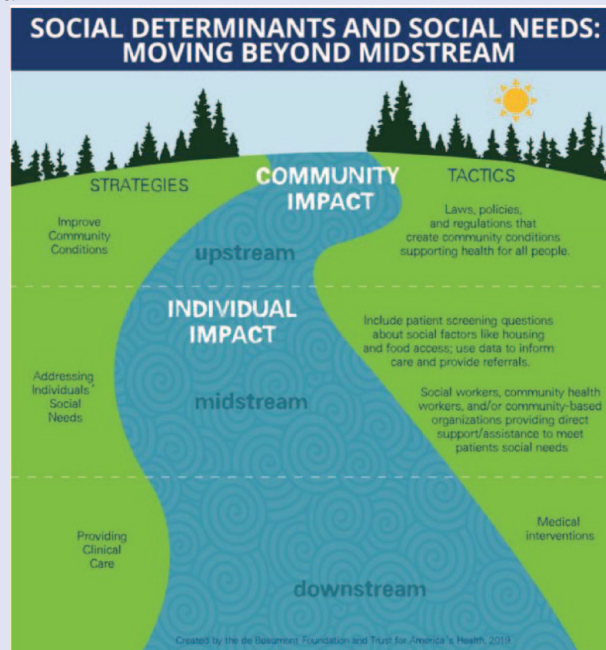 SOCIAL DETERMINANTS AND SOCIAL NEEDS:
MOVING BEYOND MIDSTREAM
STRATEGIES
COMMUNITY
IMPACT
TACTICS
Improve
Community
Conditions
upstream
Laws, policies,
and regulations that
create community conditions
supporting health for all people.
INDIVIDUAL
IMPACT
Include patient screening questions
about social factors like housing
and food access; use data to inform
care and provide referrals.
Addressing
Individuals'
Social
Needs
midstream
Social workers, community health
workers, and/or community-based
organizations providing direct
support/assistance to meet
patients social needs
Providing
Clinical
Care
Medical
interventions
downstream
Created by the de Beaumont Foundation and Trust for America's Health, 2019